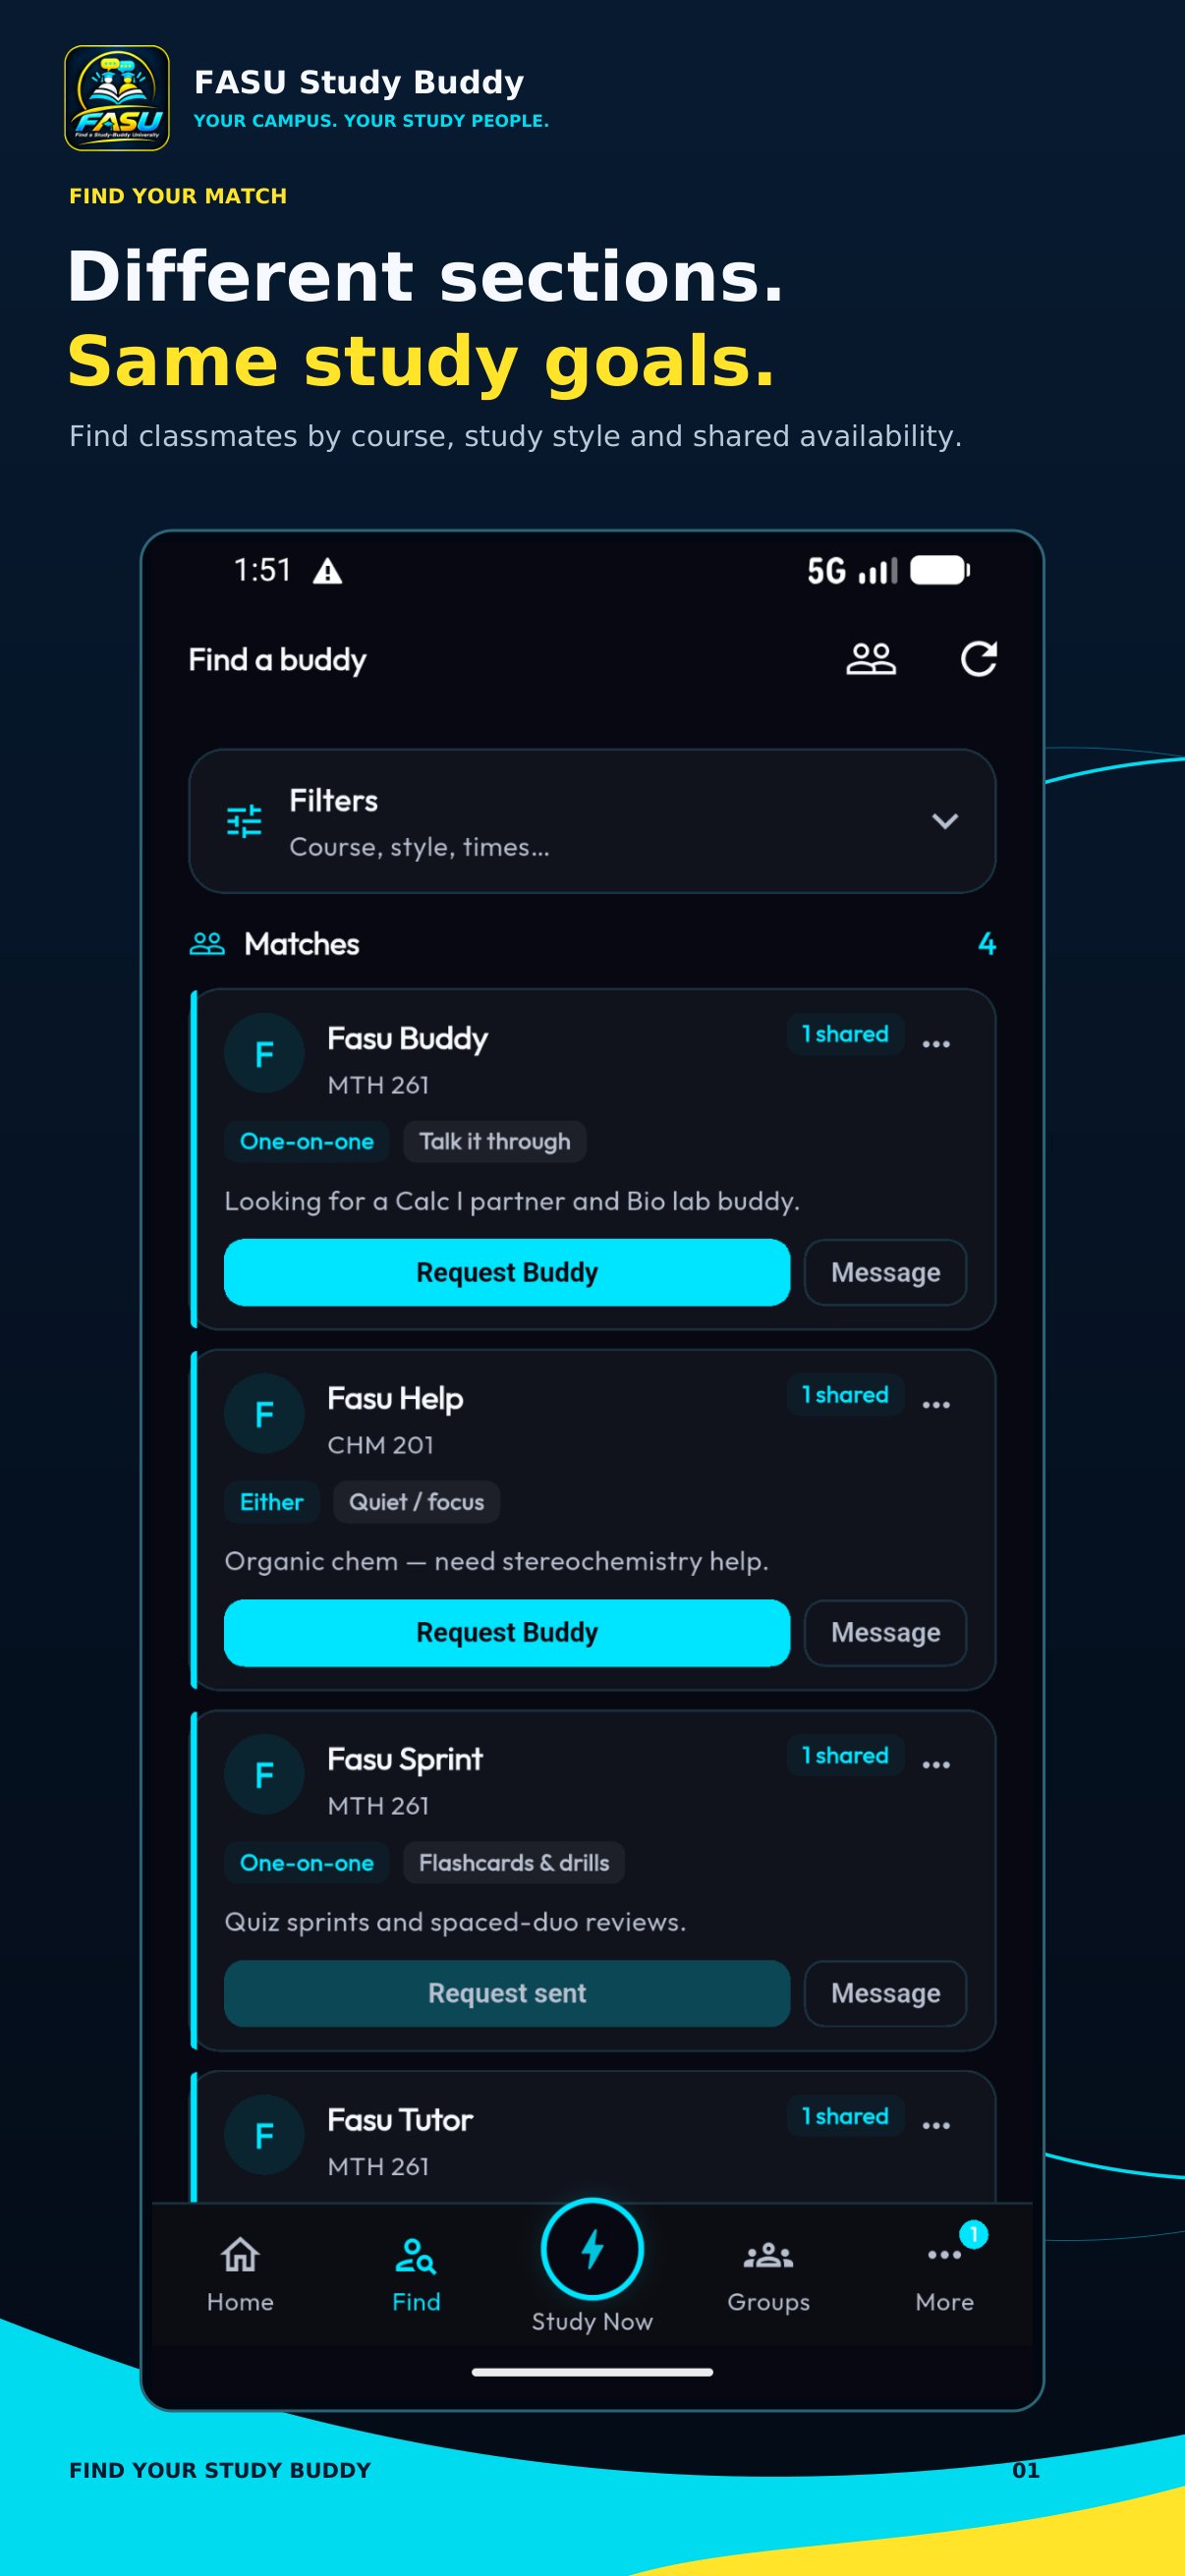 FASU
Find a Study-Buddy University
FASU Study Buddy
YOUR CAMPUS. YOUR STUDY PEOPLE.
FIND YOUR MATCH
Different sections.
Same study goals.
Find classmates by course, study style and shared availability.
1:51 5G
Find a buddy
Filters
Course, style, times...
Matches 4
F Fasu Buddy 1 shared
MTH 261
One-on-one Talk it through
Looking for a Calc I partner and Bio lab buddy.
Request Buddy Message
F Fasu Help 1 shared
CHM 201
Either Quiet / focus
Organic chem — need stereochemistry help.
Request Buddy Message
F Fasu Sprint 1 shared
MTH 261
One-on-one Flashcards & drills
Quiz sprints and spaced-duo reviews.
Request sent Message
F Fasu Tutor 1 shared
MTH 261
1
Home Find Study Now Groups More
FIND YOUR STUDY BUDDY 01